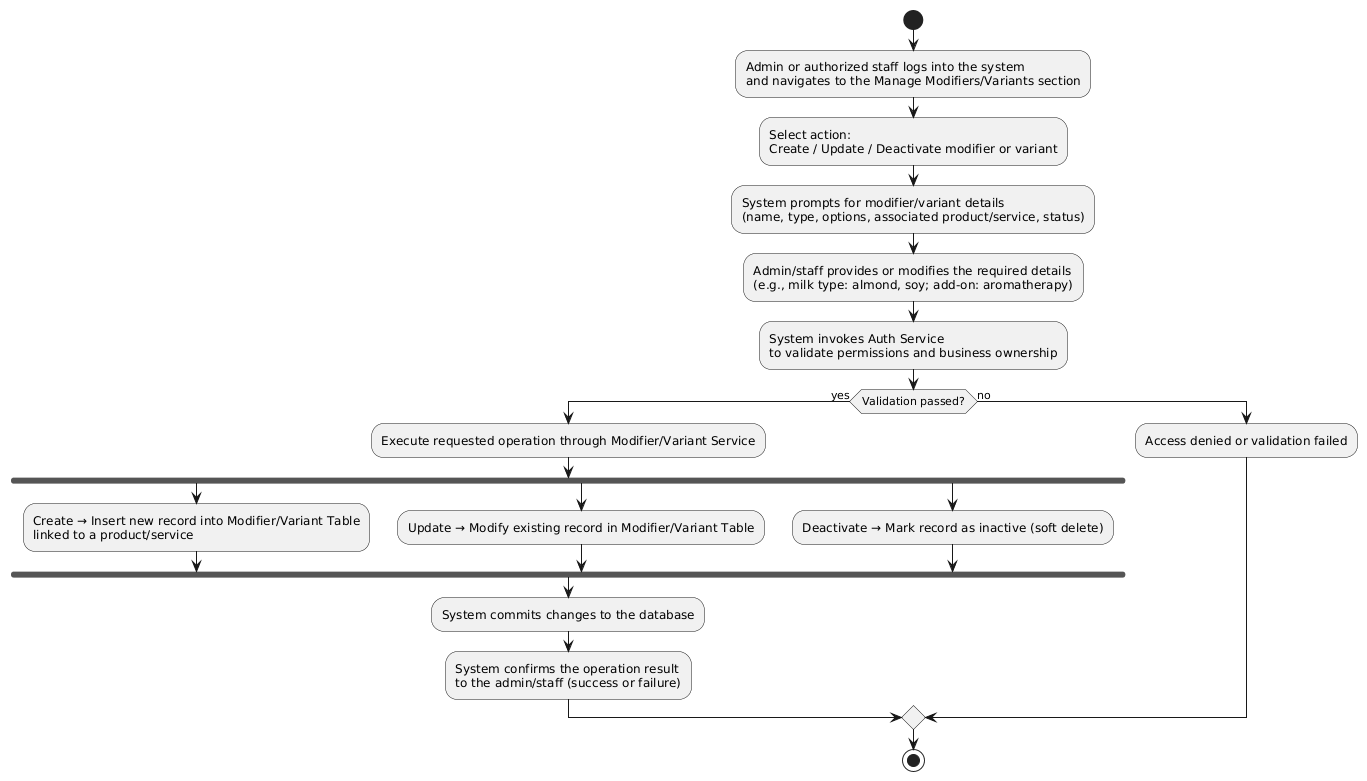 Admin or authorized staff logs into the system
and navigates to the Manage Modifiers/Variants section
Select action:
Create / Update / Deactivate modifier or variant
System prompts for modifier/variant details
(name, type, options, associated product/service, status)
Admin/staff provides or modifies the required details
(e.g., milk type: almond, soy; add-on: aromatherapy)
System invokes Auth Service
to validate permissions and business ownership
yes
Validation passed?
no
Execute requested operation through Modifier/Variant Service
Access denied or validation failed
Create → Insert new record into Modifier/Variant Table
linked to a product/service
Update → Modify existing record in Modifier/Variant Table
Deactivate → Mark record as inactive (soft delete)
System commits changes to the database
System confirms the operation result
to the admin/staff (success or failure)